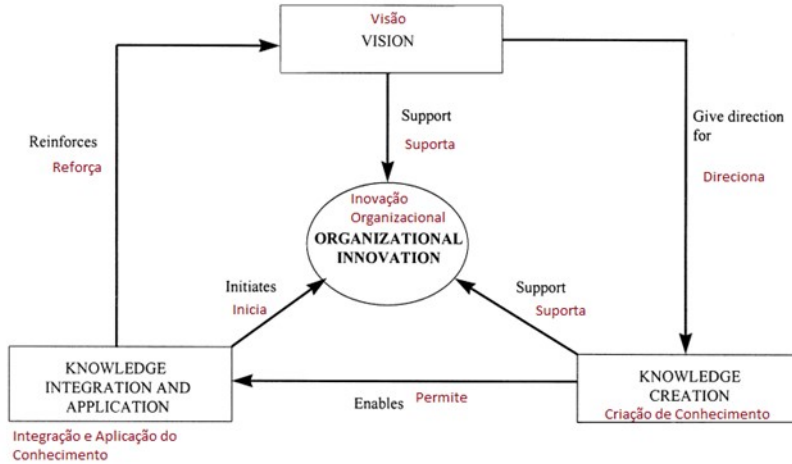 Visão
VISION
Reinforces
Reforça
Support
Suporta
Give direction
for
Direciona
Inovação
Organizacional
ORGANIZATIONAL
INNOVATION
Initiates
Inicia
Support
Suporta
KNOWLEDGE
INTEGRATION AND
APPLICATION
Integração e Aplicação do
Conhecimento
Enables
Permite
KNOWLEDGE
CREATION
Criação de Conhecimento